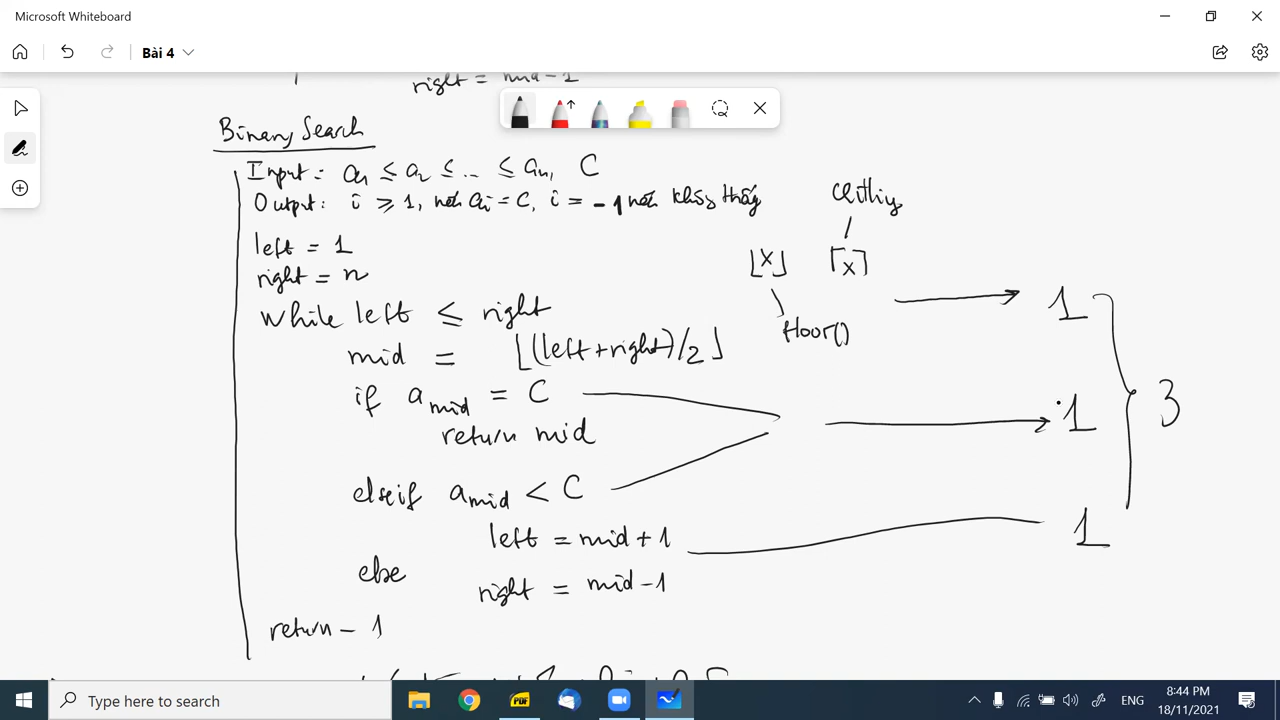 Microsoft Whiteboard
Bài 4
right = mid - 1
Binary Search
Input: a₁ ≤ a₂ ≤ ... ≤ aₙ, C
Output: i ≥ 1, nếu aᵢ = C, i = -1 nếu không thấy
left = 1
right = n
while left ≤ right
mid = ⌊(left+right)/2⌋
if a_mid = C
return mid
elseif a_mid < C
left = mid + 1
else
right = mid - 1
return - 1
⌊x⌋ ⌈x⌉
floor()
1
1
1
3
Type here to search
PDF
ENG
8:44 PM
18/11/2021